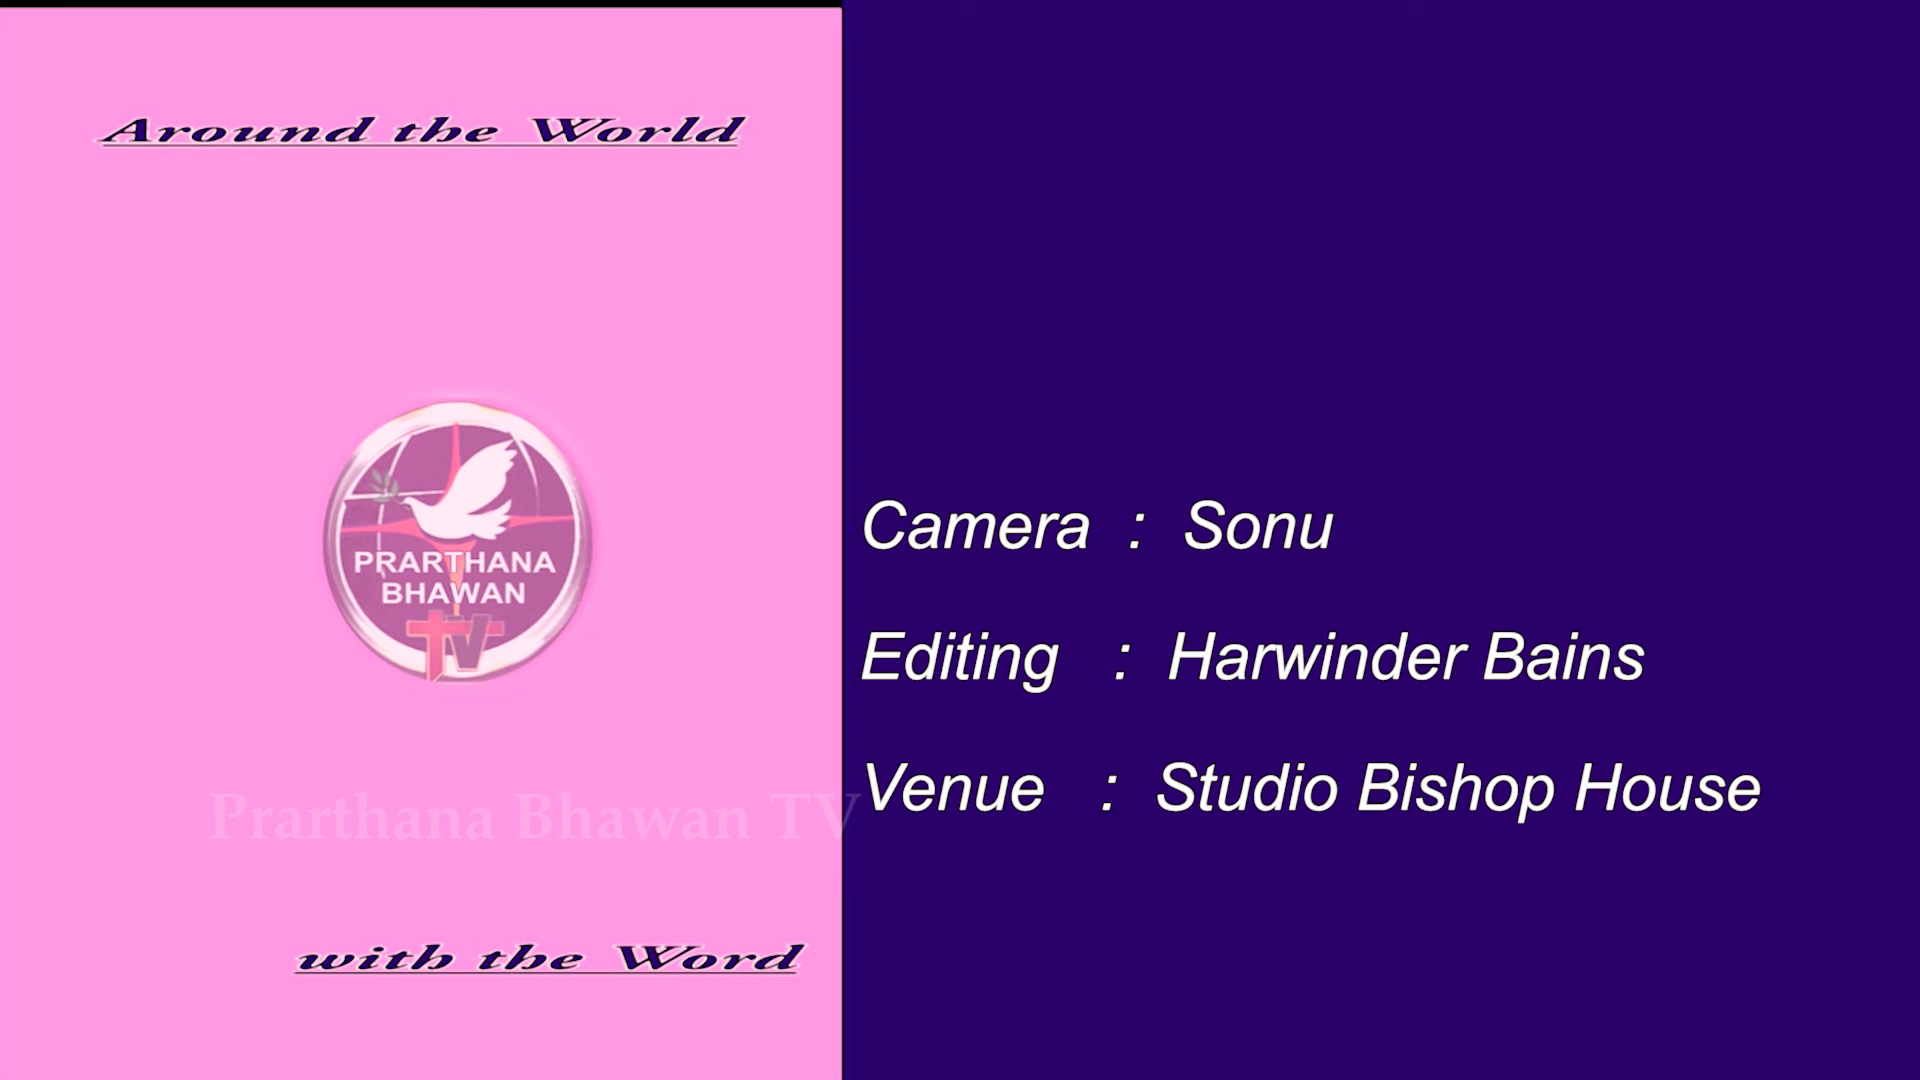 Around the World
PRARTHANA
BHAWAN
TV
Prarthana Bhawan TV
with the Word
Camera : Sonu
Editing : Harwinder Bains
Venue : Studio Bishop House